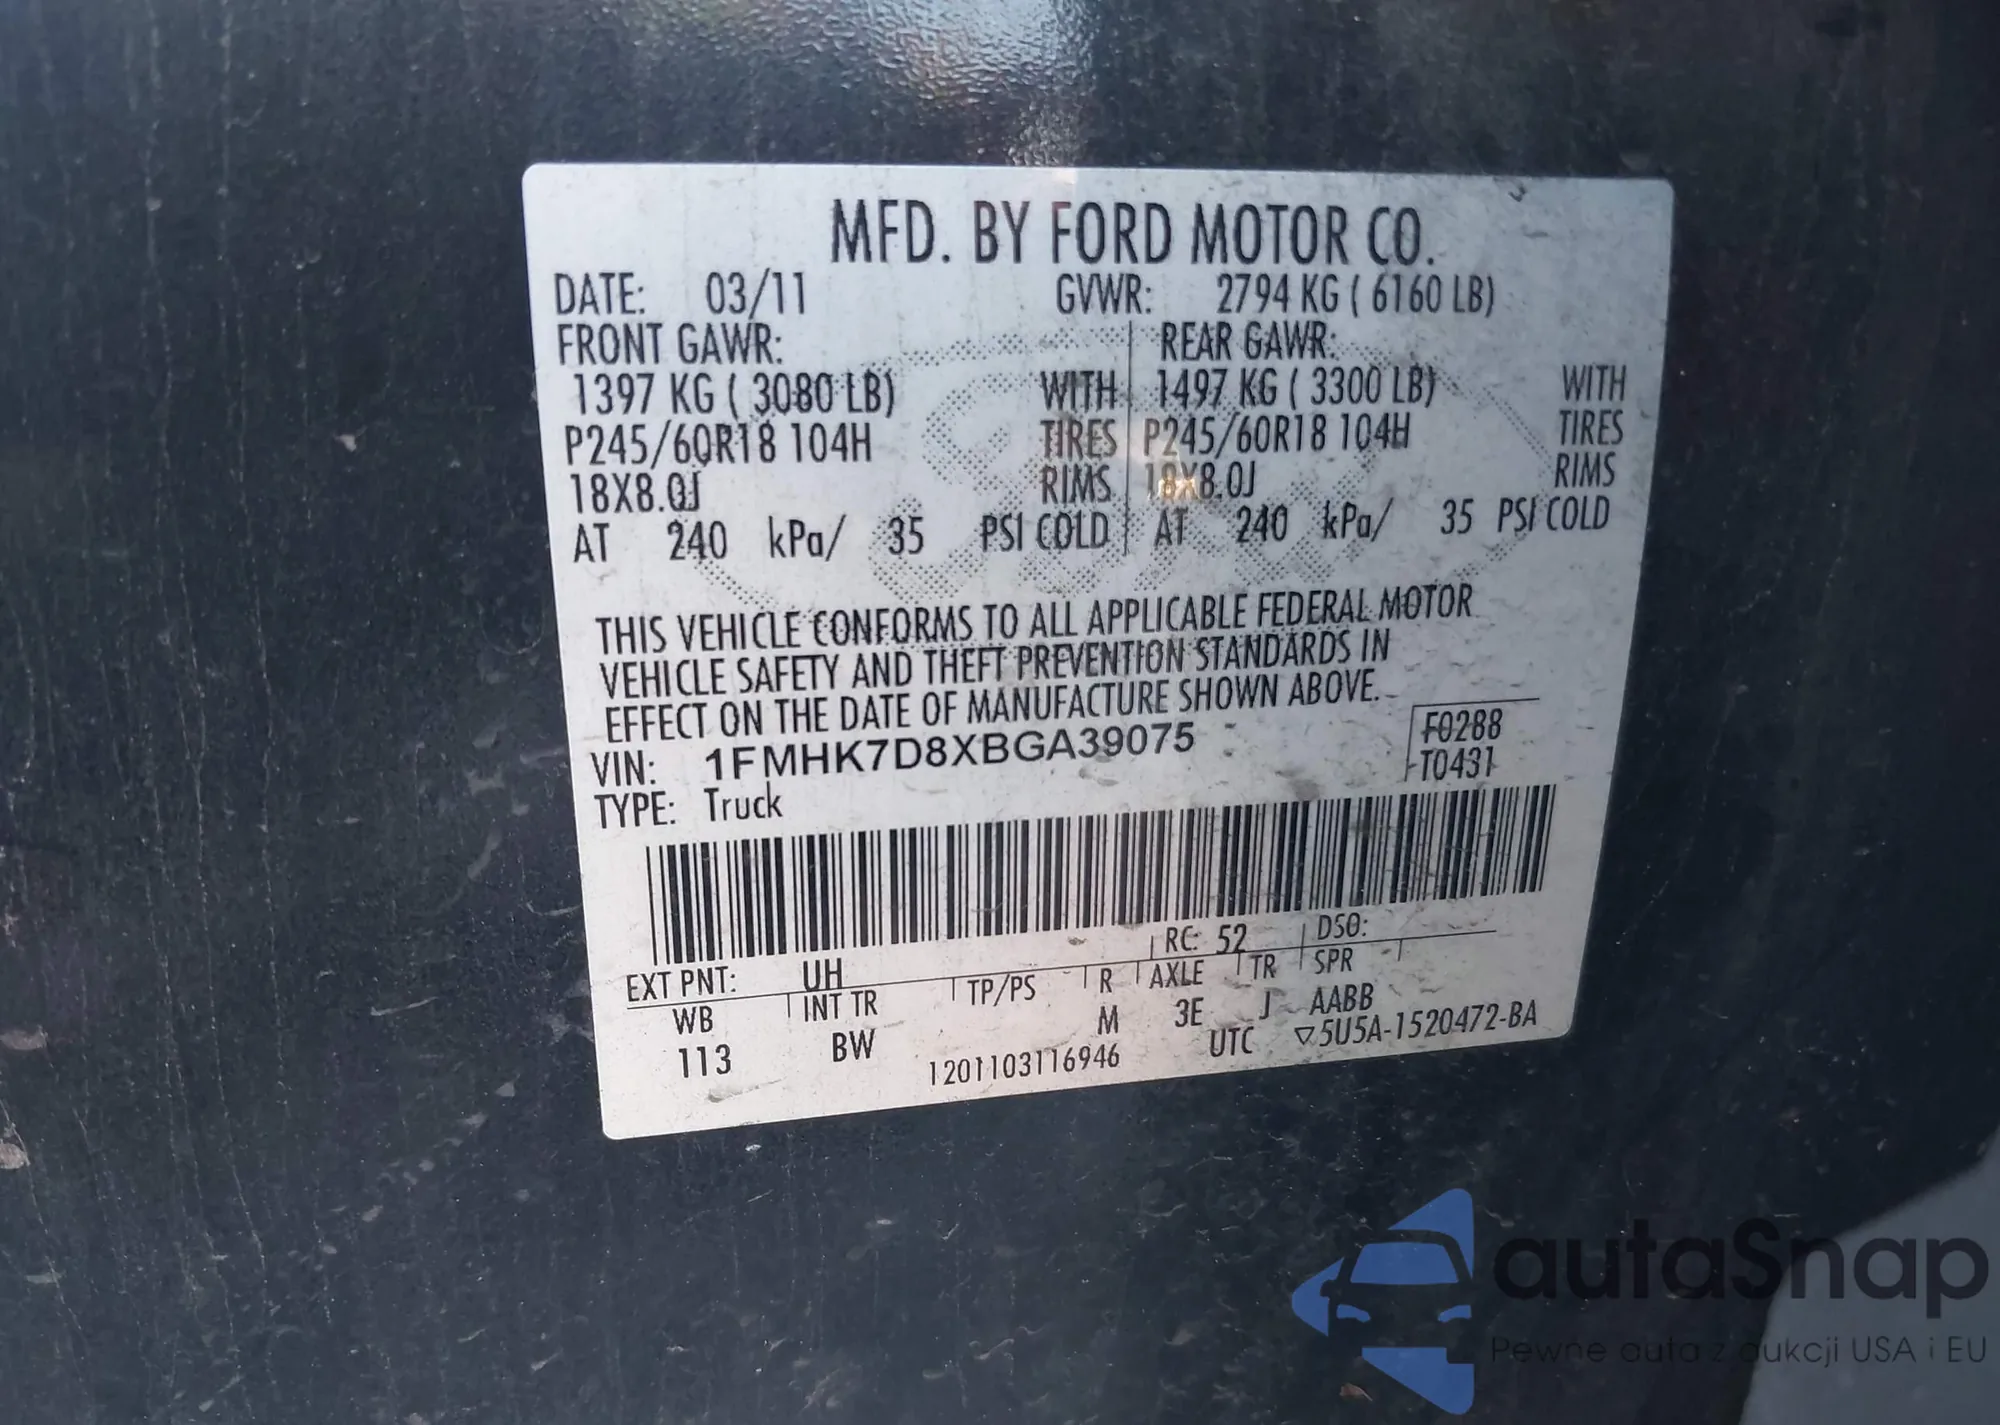 MFD. BY FORD MOTOR CO.
DATE: 03/11 GVWR: 2794 KG ( 6160 LB)
FRONT GAWR: REAR GAWR:
1397 KG ( 3080 LB) WITH 1497 KG ( 3300 LB) WITH
P245/60R18 104H TIRES P245/60R18 104H TIRES
18X8.0J RIMS 18X8.0J RIMS
AT 240 kPa/ 35 PSI COLD AT 240 kPa/ 35 PSI COLD
THIS VEHICLE CONFORMS TO ALL APPLICABLE FEDERAL MOTOR
VEHICLE SAFETY AND THEFT PREVENTION STANDARDS IN
EFFECT ON THE DATE OF MANUFACTURE SHOWN ABOVE.
VIN: 1FMHK7D8XBGA39075 F0288
TYPE: Truck T0431
EXT PNT: UH RC: 52 DSO:
WB INT TR TP/PS R AXLE TR SPR
113 BW M 3E J AABB
1201103116946 UTC ▽5U5A-1520472-BA
autaSnap
Pewne auta z aukcji USA i EU